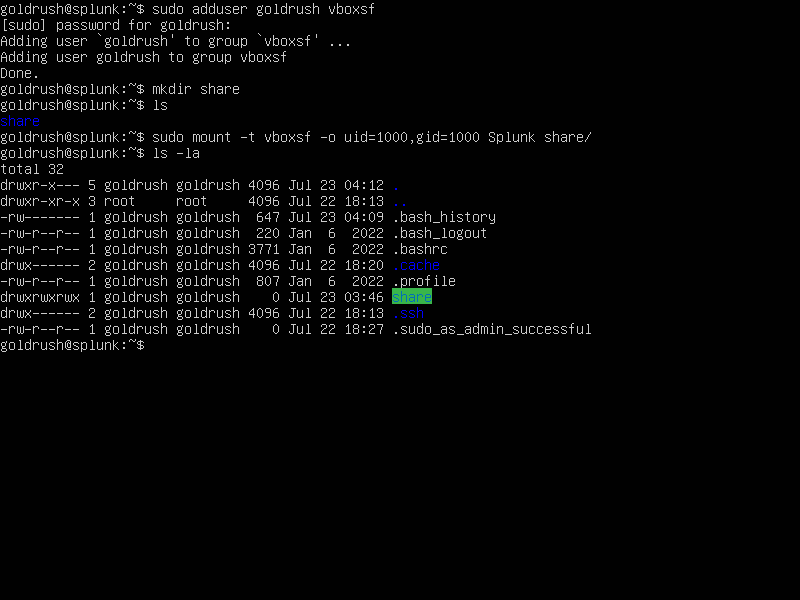 goldrush@splunk:~$ sudo adduser goldrush vboxsf
[sudo] password for goldrush:
Adding user `goldrush' to group `vboxsf' ...
Adding user goldrush to group vboxsf
Done.
goldrush@splunk:~$ mkdir share
goldrush@splunk:~$ ls
share
goldrush@splunk:~$ sudo mount -t vboxsf -o uid=1000,gid=1000 Splunk share/
goldrush@splunk:~$ ls -la
total 32
drwxr-x--- 5 goldrush goldrush 4096 Jul 23 04:12 .
drwxr-xr-x 3 root     root     4096 Jul 22 18:13 ..
-rw------- 1 goldrush goldrush  647 Jul 23 04:09 .bash_history
-rw-r--r-- 1 goldrush goldrush  220 Jan  6  2022 .bash_logout
-rw-r--r-- 1 goldrush goldrush 3771 Jan  6  2022 .bashrc
drwx------ 2 goldrush goldrush 4096 Jul 22 18:20 .cache
-rw-r--r-- 1 goldrush goldrush  807 Jan  6  2022 .profile
drwxrwxrwx 1 goldrush goldrush    0 Jul 23 03:46 share
drwx------ 2 goldrush goldrush 4096 Jul 22 18:13 .ssh
-rw-r--r-- 1 goldrush goldrush    0 Jul 22 18:27 .sudo_as_admin_successful
goldrush@splunk:~$